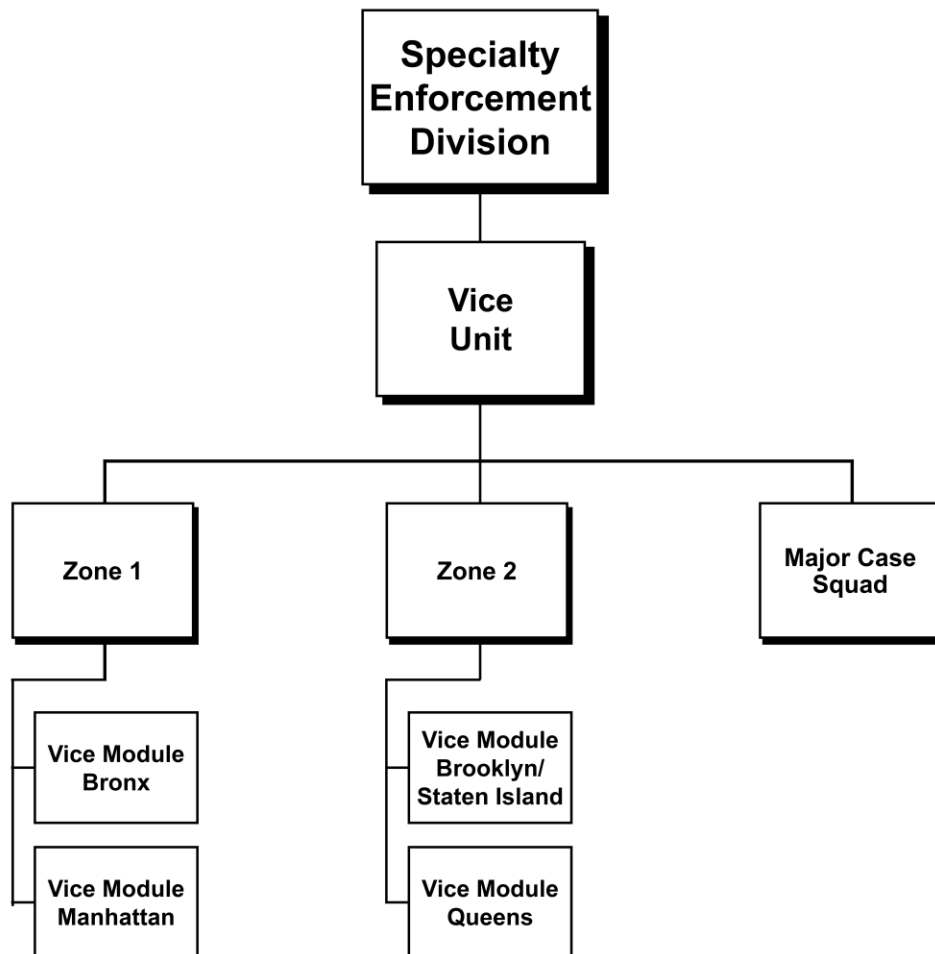 Specialty
Enforcement
Division
Vice
Unit
Zone 1
Zone 2
Major Case
Squad
Vice Module
Bronx
Vice Module
Brooklyn/
Staten Island
Vice Module
Manhattan
Vice Module
Queens